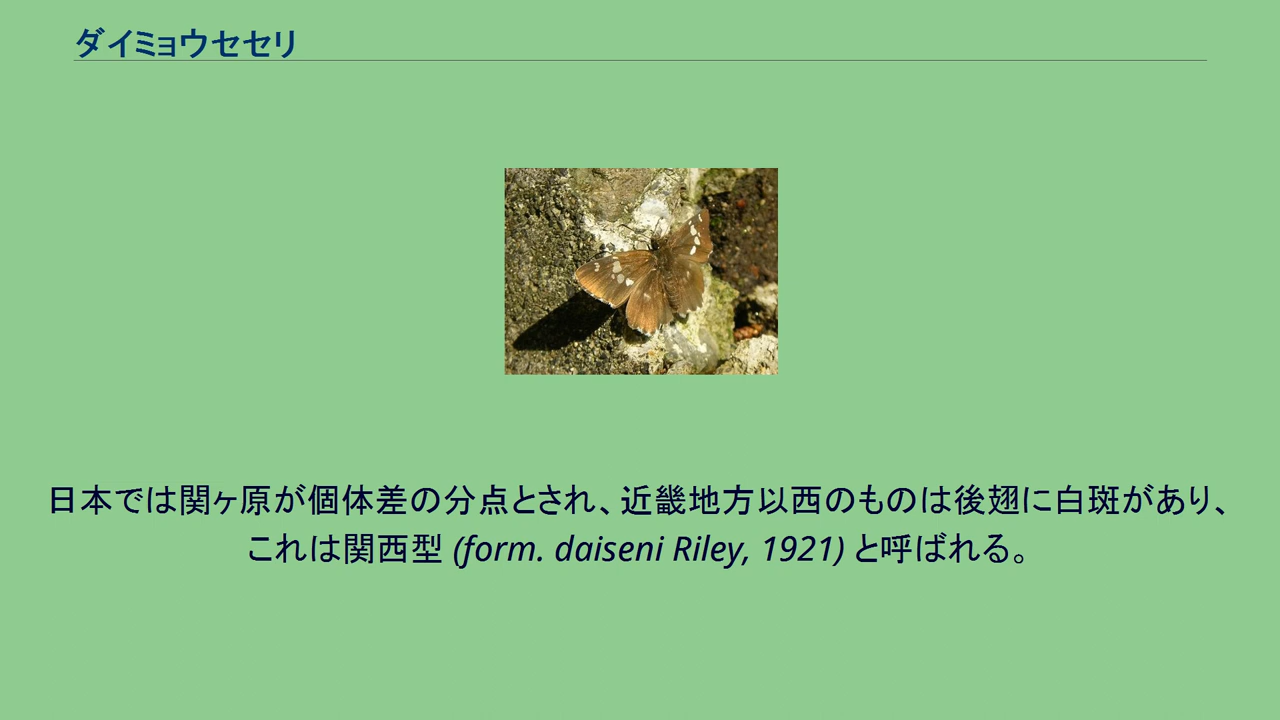 ダイミョウセセリ
日本では関ヶ原が個体差の分点とされ、近畿地方以西のものは後翅に白斑があり、
これは関西型 (form. daiseni Riley, 1921) と呼ばれる。